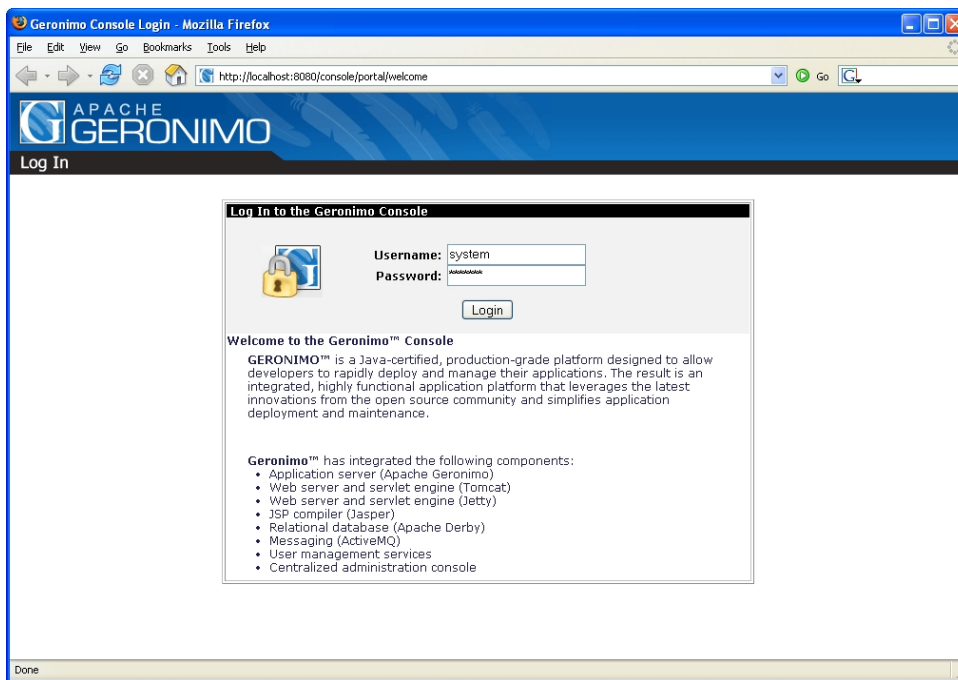 Geronimo Console Login - Mozilla Firefox
File Edit View Go Bookmarks Tools Help
http://localhost:8080/console/portal/welcome Go G
APACHE
GERONIMO
Log In
Log In to the Geronimo Console
Username: system
Password: *******
Login
Welcome to the Geronimo™ Console
GERONIMO™ is a Java-certified, production-grade platform designed to allow
developers to rapidly deploy and manage their applications. The result is an
integrated, highly functional application platform that leverages the latest
innovations from the open source community and simplifies application
deployment and maintenance.
Geronimo™ has integrated the following components:
• Application server (Apache Geronimo)
• Web server and servlet engine (Tomcat)
• Web server and servlet engine (Jetty)
• JSP compiler (Jasper)
• Relational database (Apache Derby)
• Messaging (ActiveMQ)
• User management services
• Centralized administration console
Done